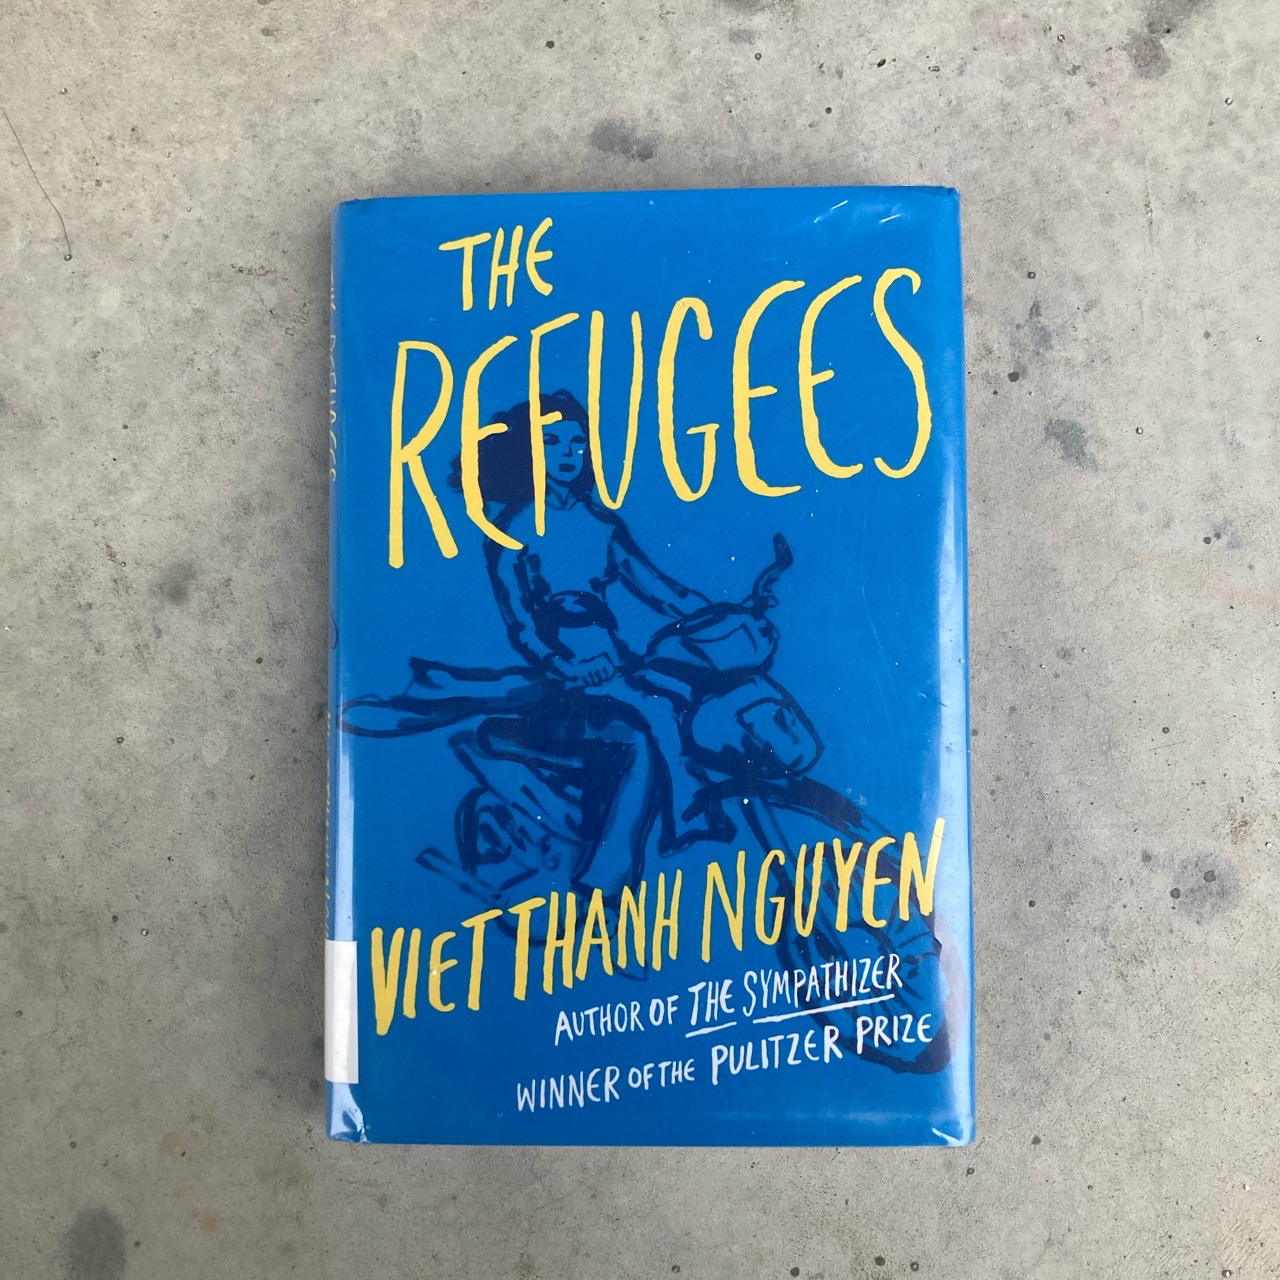 THE
REFUGEES
VIET THANH NGUYEN
AUTHOR OF THE SYMPATHIZER
WINNER OF THE PULITZER PRIZE